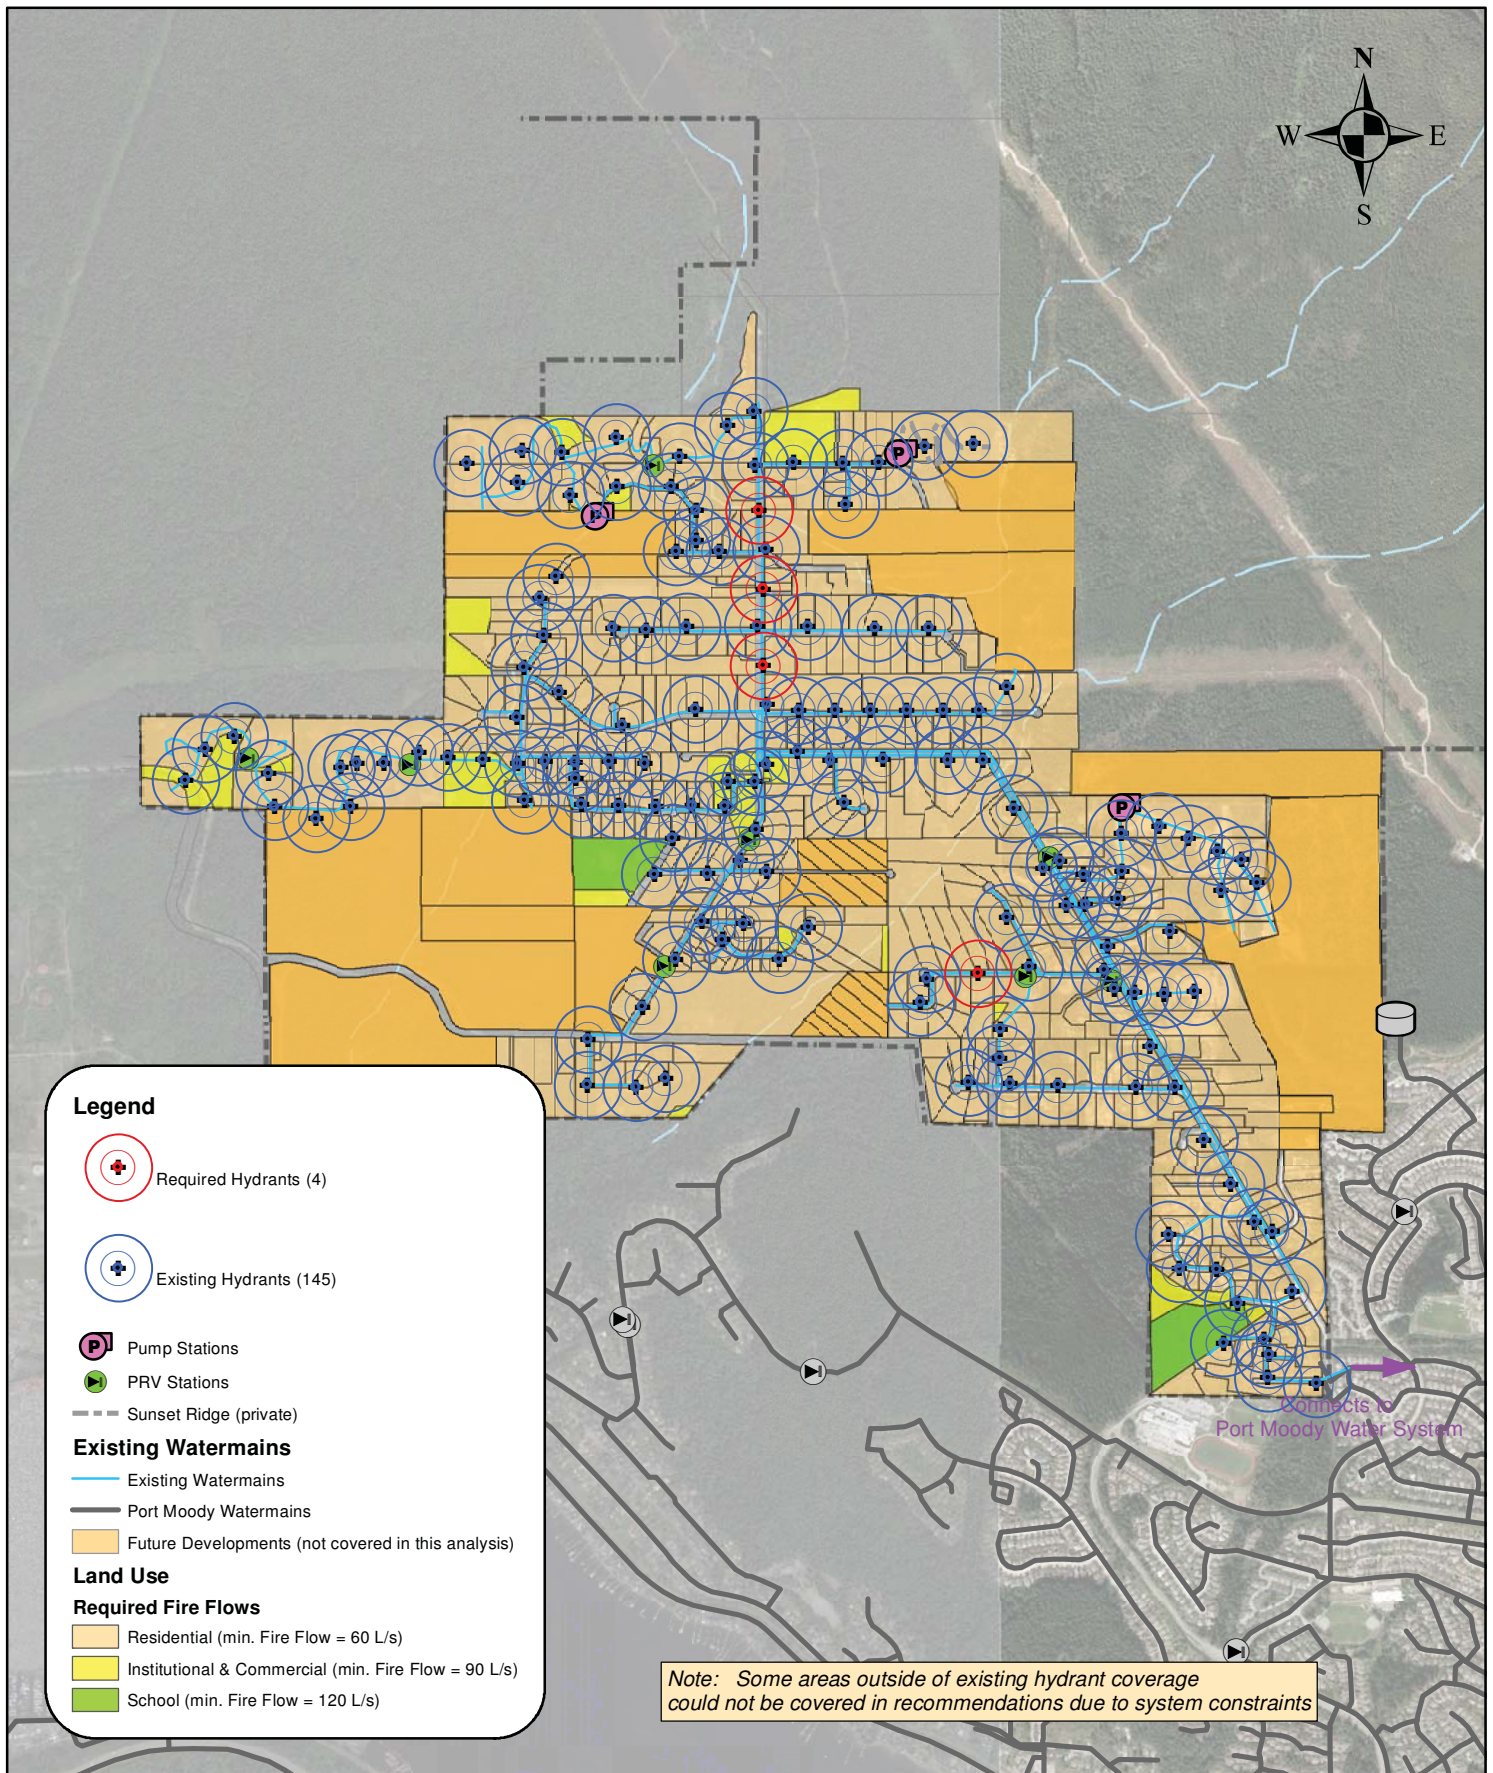 N
W E
S
P
P
P
Legend
Required Hydrants (4)
Existing Hydrants (145)
P Pump Stations
PRV Stations
Sunset Ridge (private)
Existing Watermains
Existing Watermains
Port Moody Watermains
Future Developments (not covered in this analysis)
Land Use
Required Fire Flows
Residential (min. Fire Flow = 60 L/s)
Institutional & Commercial (min. Fire Flow = 90 L/s)
School (min. Fire Flow = 120 L/s)
Connects to
Port Moody Water System
Note: Some areas outside of existing hydrant coverage
could not be covered in recommendations due to system constraints